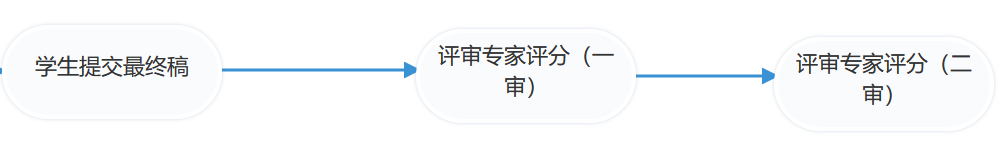 学生提交最终稿
评审专家评分（一
审）
评审专家评分（二
审）